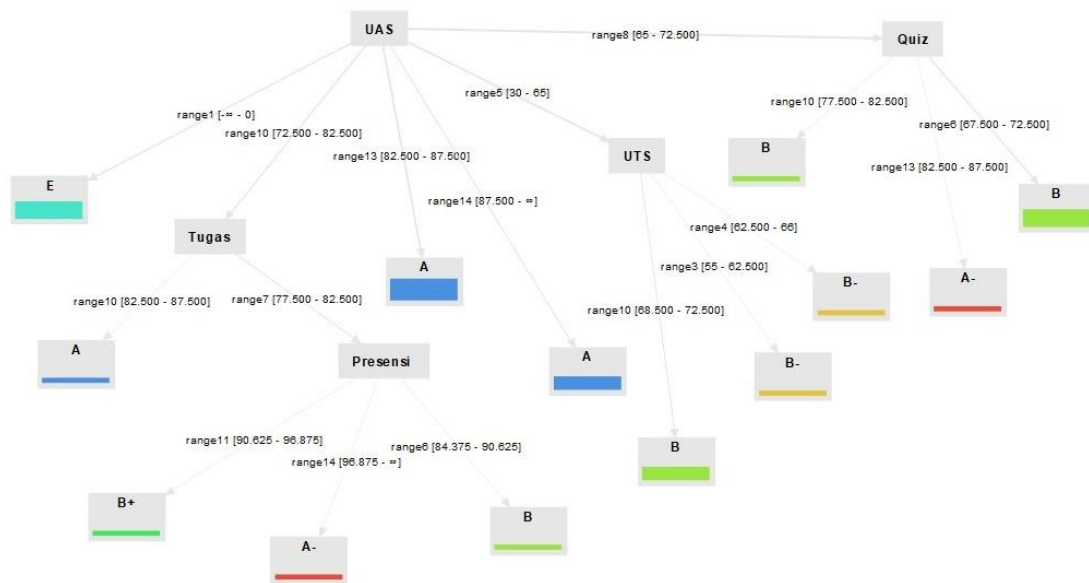 UAS
range8 [65 - 72.500]
Quiz
range1 [-∞ - 0]
range10 [72.500 - 82.500]
range13 [82.500 - 87.500]
range14 [87.500 - ∞]
range5 [30 - 65]
range10 [77.500 - 82.500]
range6 [67.500 - 72.500]
range13 [82.500 - 87.500]
E
Tugas
A
UTS
B
B
range10 [82.500 - 87.500]
range7 [77.500 - 82.500]
range4 [62.500 - 66]
range3 [55 - 62.500]
range10 [68.500 - 72.500]
B-
A-
A
Presensi
A
B-
range11 [90.625 - 96.875]
range14 [96.875 - ∞]
range6 [84.375 - 90.625]
B
B+
A-
B